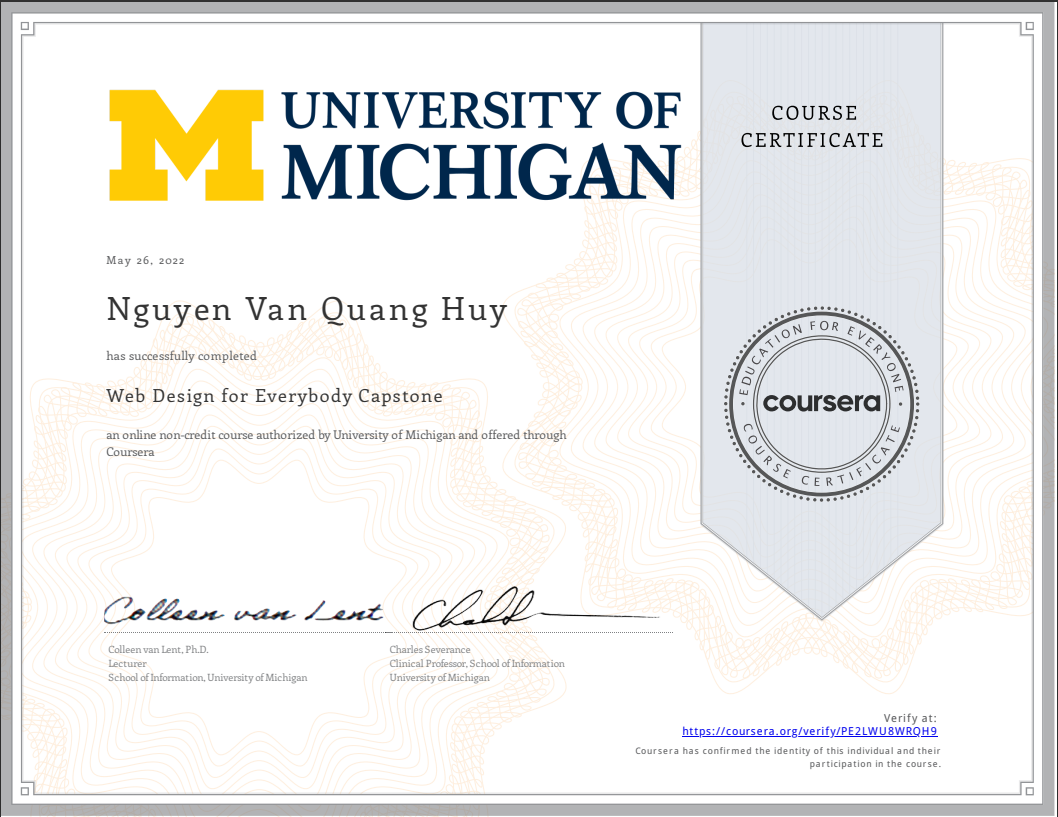 UNIVERSITY OF
MICHIGAN
COURSE
CERTIFICATE
May 26, 2022
Nguyen Van Quang Huy
has successfully completed
Web Design for Everybody Capstone
an online non-credit course authorized by University of Michigan and offered through
Coursera
EDUCATION FOR EVERYONE
coursera
COURSE CERTIFICATE
Colleen van Lent
Colleen van Lent, Ph.D.
Lecturer
School of Information, University of Michigan
Charles Severance
Clinical Professor, School of Information
University of Michigan
Verify at:
https://coursera.org/verify/PE2LWU8WRQH9
Coursera has confirmed the identity of this individual and their
participation in the course.